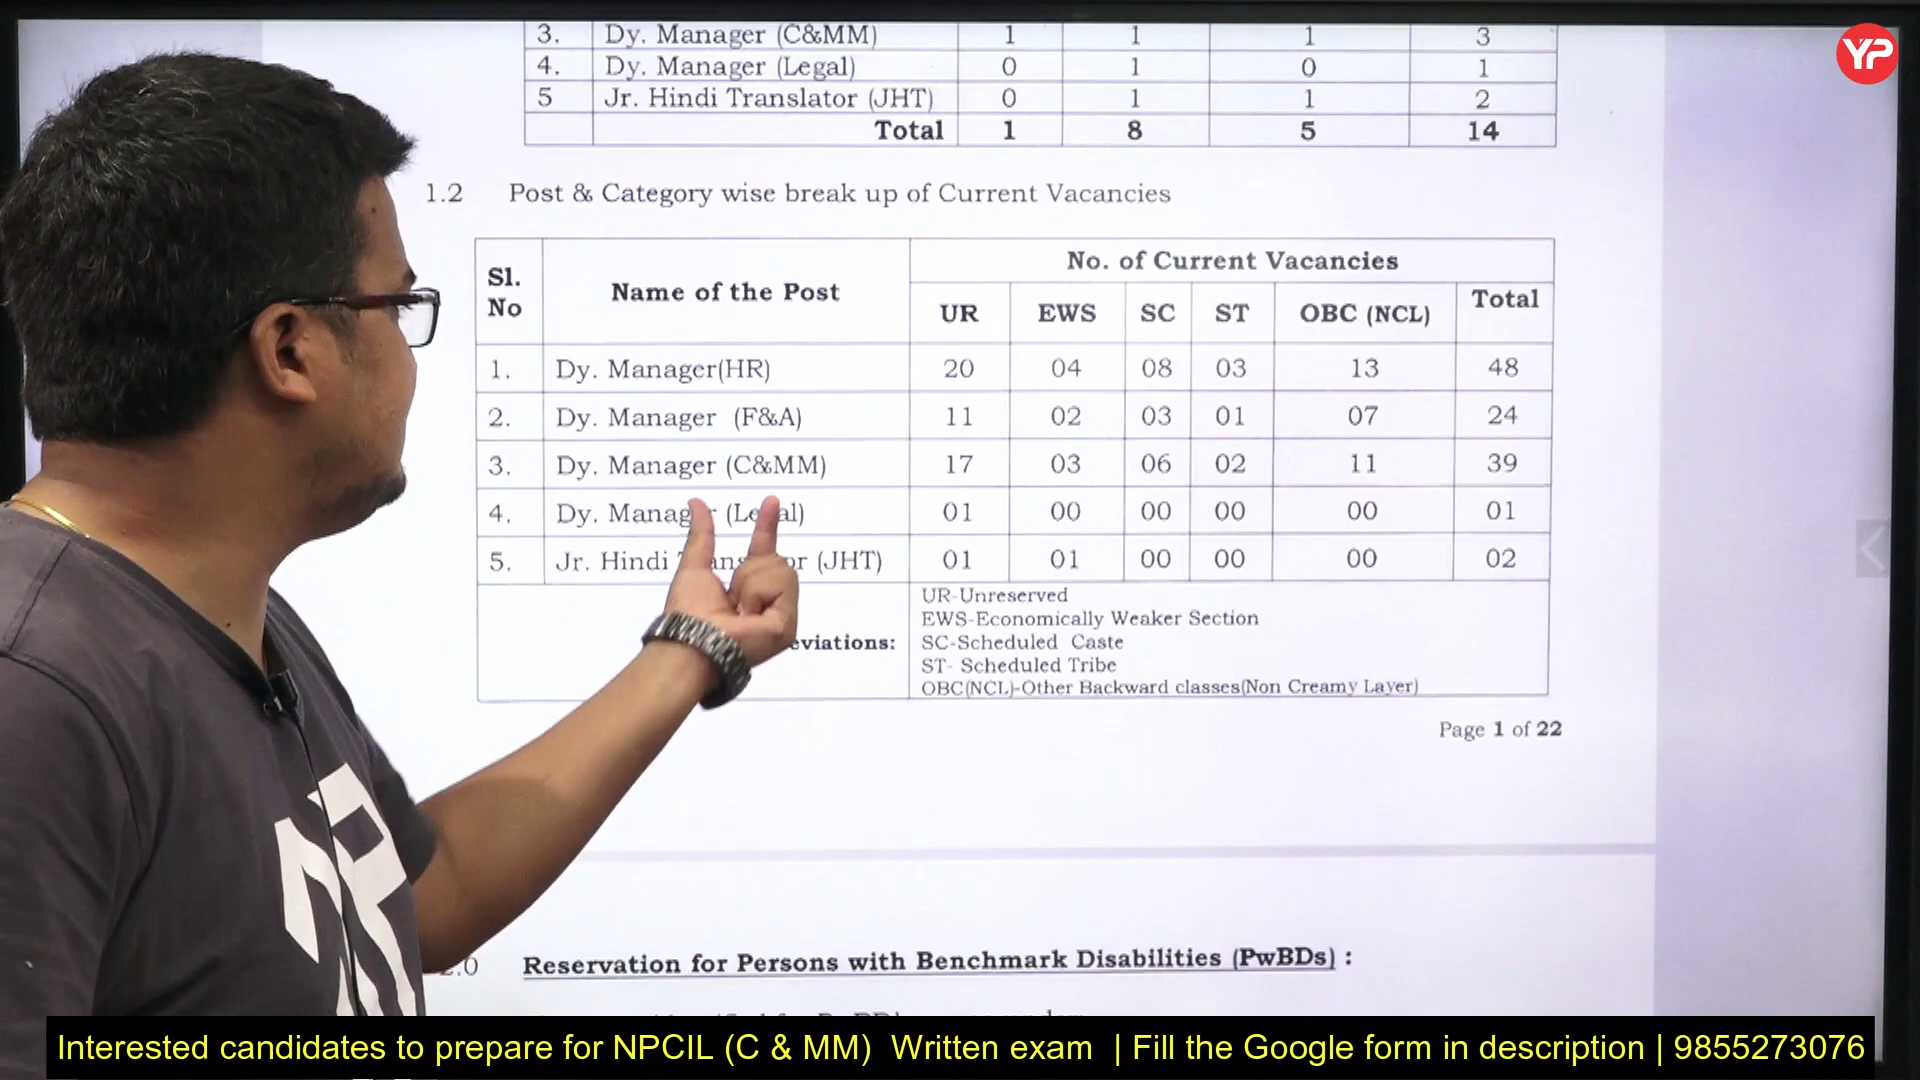 YP
3. Dy. Manager (C&MM) 1 1 1 3
4. Dy. Manager (Legal) 0 1 0 1
5 Jr. Hindi Translator (JHT) 0 1 1 2
Total 1 8 5 14
1.2 Post & Category wise break up of Current Vacancies
Sl. No Name of the Post No. of Current Vacancies
UR EWS SC ST OBC (NCL) Total
1. Dy. Manager(HR) 20 04 08 03 13 48
2. Dy. Manager (F&A) 11 02 03 01 07 24
3. Dy. Manager (C&MM) 17 03 06 02 11 39
4. Dy. Manager (Legal) 01 00 00 00 00 01
5. Jr. Hindi Translator (JHT) 01 01 00 00 00 02
UR-Unreserved
EWS-Economically Weaker Section
eviations: SC-Scheduled Caste
ST- Scheduled Tribe
OBC(NCL)-Other Backward classes(Non Creamy Layer)
Page 1 of 22
2.0 Reservation for Persons with Benchmark Disabilities (PwBDs) :
Interested candidates to prepare for NPCIL (C & MM) Written exam | Fill the Google form in description | 9855273076